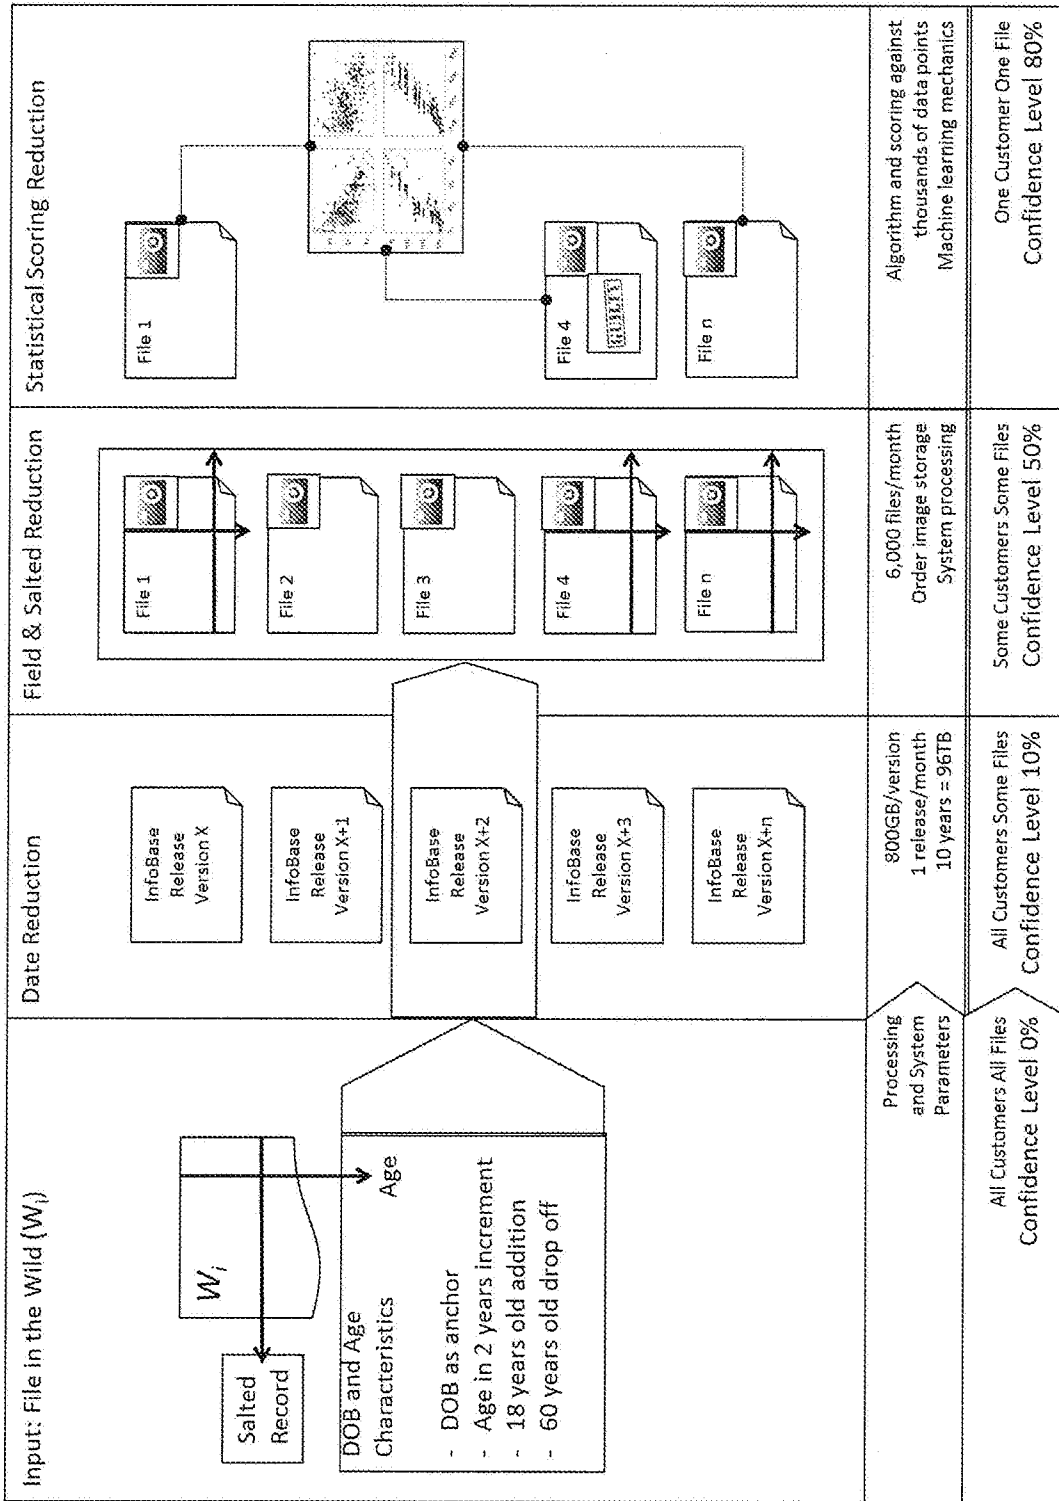 Input: File in the Wild (Wi)
Wi
Salted
Record
Age
DOB and Age
Characteristics
- DOB as anchor
- Age in 2 years increment
- 18 years old addition
- 60 years old drop off
Processing
and System
Parameters
All Customers All Files
Confidence Level 0%
Date Reduction
InfoBase
Release
Version X
InfoBase
Release
Version X+1
InfoBase
Release
Version X+2
InfoBase
Release
Version X+3
InfoBase
Release
Version X+n
800GB/version
1 release/month
10 years = 96TB
All Customers Some Files
Confidence Level 10%
Field & Salted Reduction
File 1
File 2
File 3
File 4
File n
6,000 files/month
Order image storage
System processing
Some Customers Some Files
Confidence Level 50%
Statistical Scoring Reduction
File 1
File 4
GUILTY
File n
Algorithm and scoring against
thousands of data points
Machine learning mechanics
One Customer One File
Confidence Level 80%